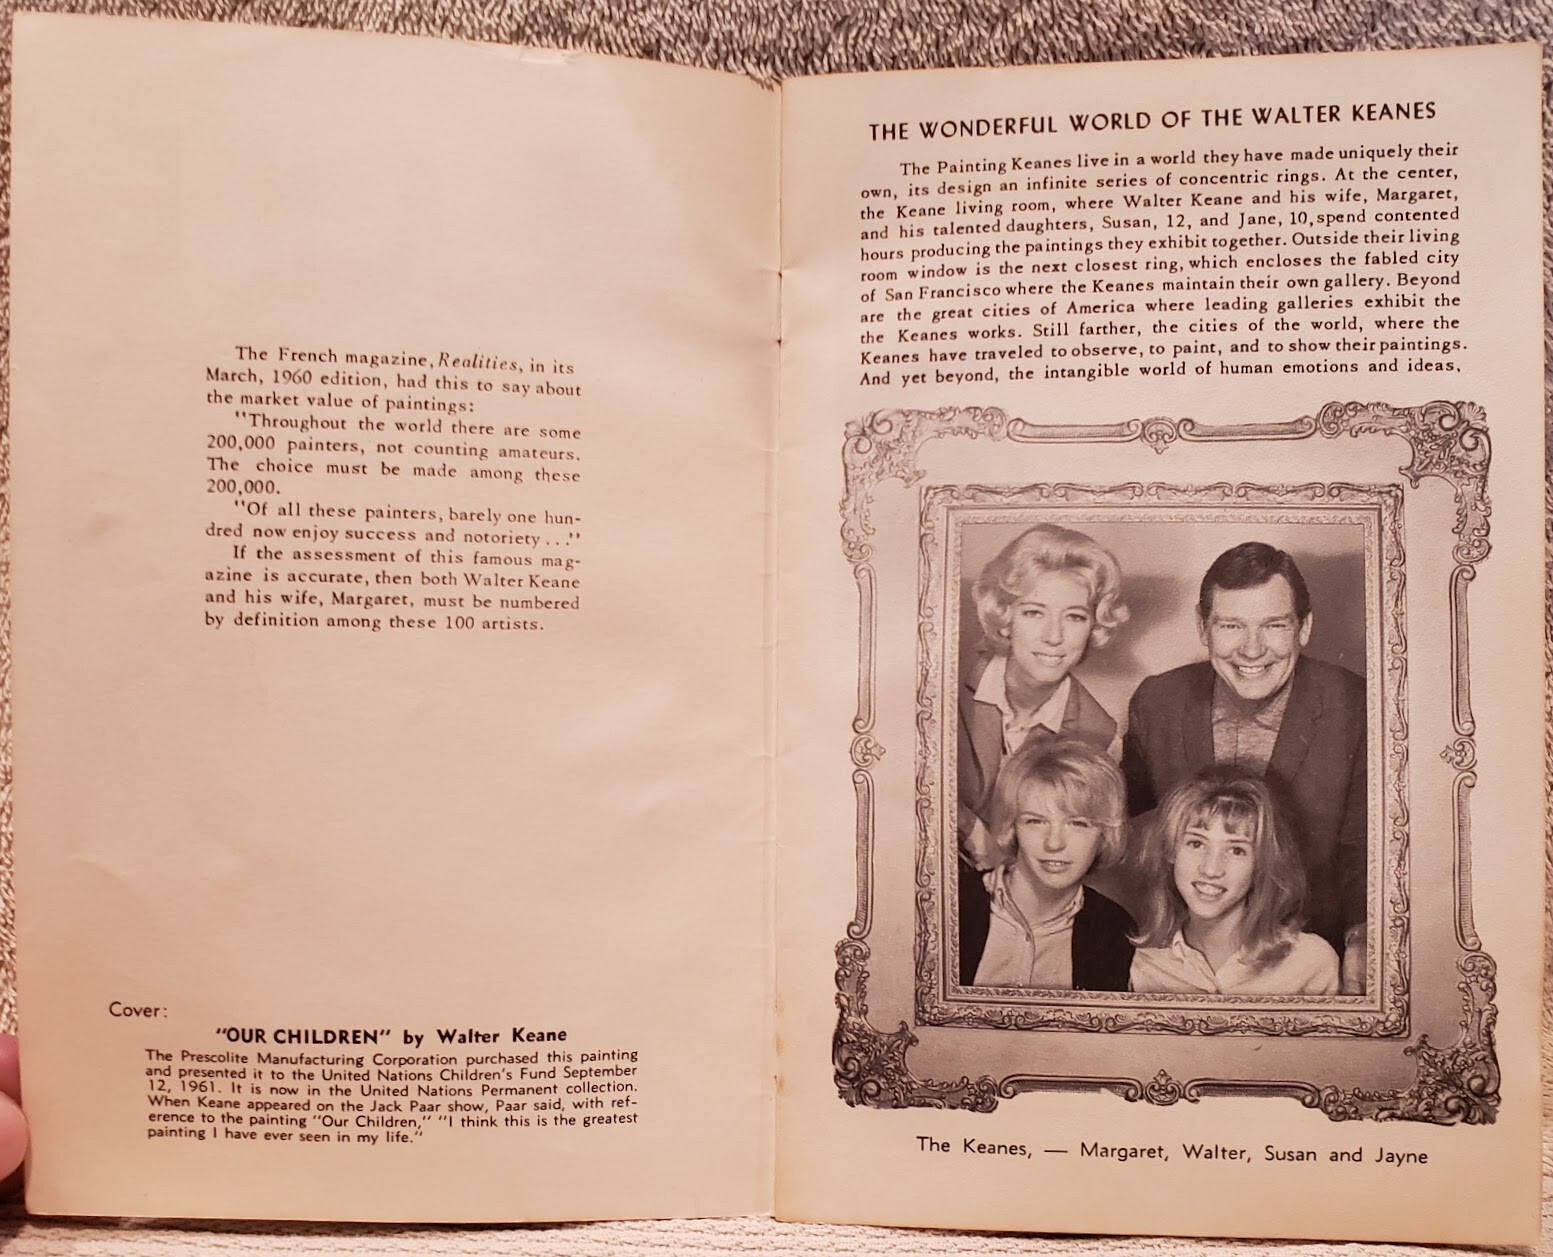 The French magazine, Realities, in its
March, 1960 edition, had this to say about
the market value of paintings:
"Throughout the world there are some
200,000 painters, not counting amateurs.
The choice must be made among these
200,000.
"Of all these painters, barely one hun-
dred now enjoy success and notoriety . . ."
If the assessment of this famous mag-
azine is accurate, then both Walter Keane
and his wife, Margaret, must be numbered
by definition among these 100 artists.
Cover:
"OUR CHILDREN" by Walter Keane
The Prescolite Manufacturing Corporation purchased this painting
and presented it to the United Nations Children's Fund September
12, 1961. It is now in the United Nations Permanent collection.
When Keane appeared on the Jack Paar show, Paar said, with ref-
erence to the painting "Our Children," "I think this is the greatest
painting I have ever seen in my life."
THE WONDERFUL WORLD OF THE WALTER KEANES
The Painting Keanes live in a world they have made uniquely their
own, its design an infinite series of concentric rings. At the center,
the Keane living room, where Walter Keane and his wife, Margaret,
and his talented daughters, Susan, 12, and Jane, 10, spend contented
hours producing the paintings they exhibit together. Outside their living
room window is the next closest ring, which encloses the fabled city
of San Francisco where the Keanes maintain their own gallery. Beyond
are the great cities of America where leading galleries exhibit the
the Keanes works. Still farther, the cities of the world, where the
Keanes have traveled to observe, to paint, and to show their paintings.
And yet beyond, the intangible world of human emotions and ideas,
The Keanes, — Margaret, Walter, Susan and Jayne